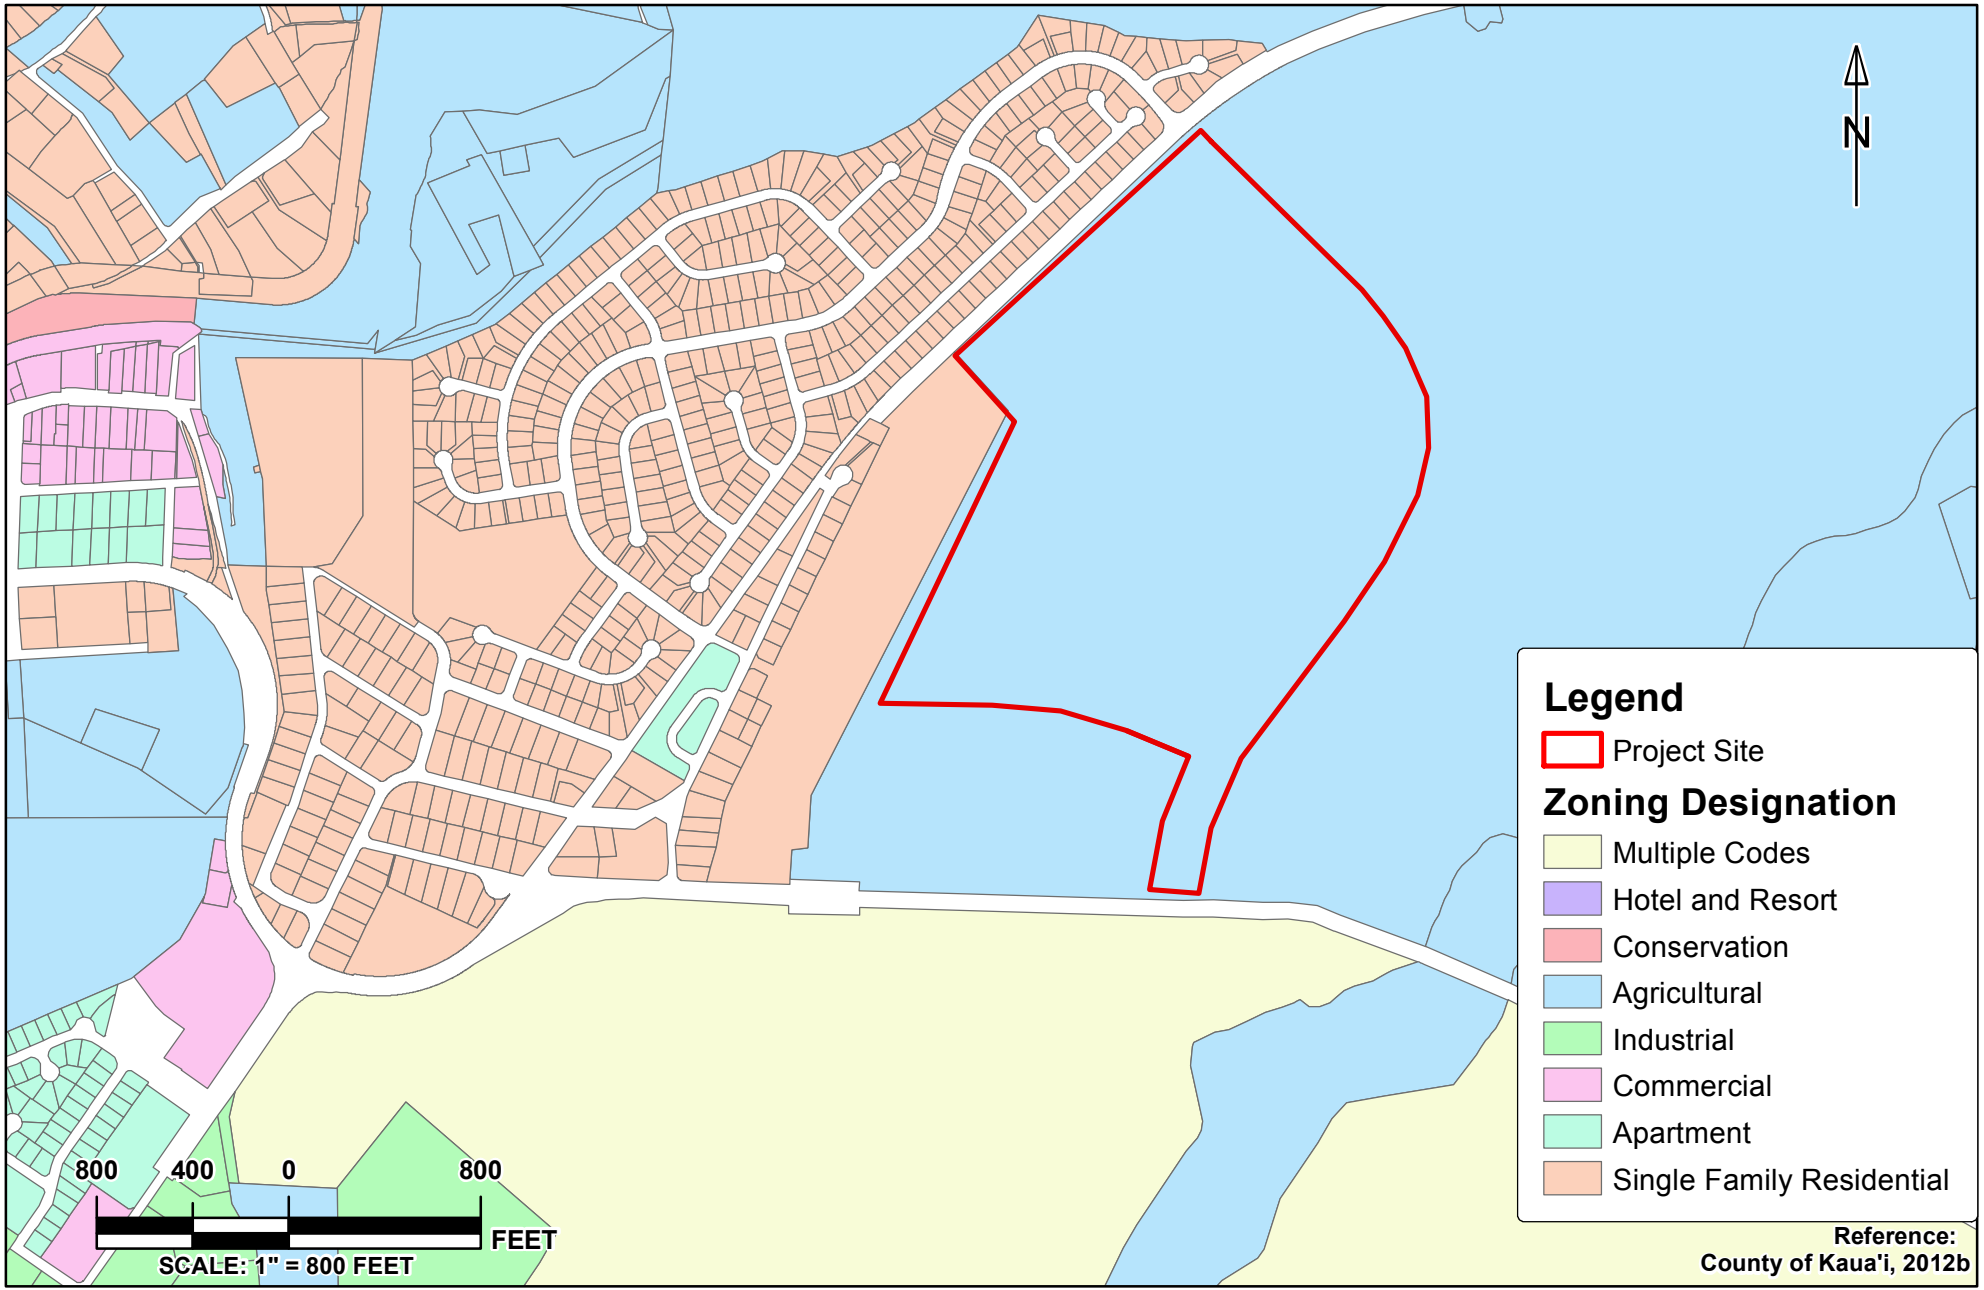 N
Legend
Project Site
Zoning Designation
Multiple Codes
Hotel and Resort
Conservation
Agricultural
Industrial
Commercial
Apartment
Single Family Residential
800 400 0 800
FEET
SCALE: 1" = 800 FEET
Reference:
County of Kaua'i, 2012b